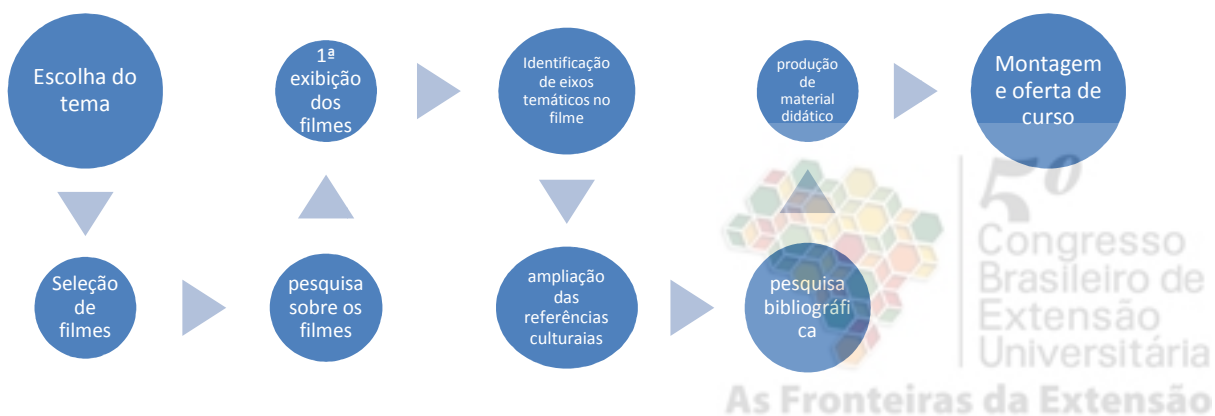 Escolha do
tema
Seleção
de
filmes
pesquisa
sobre os
filmes
1ª
exibição
dos
filmes
Identificação
de eixos
temáticos no
filme
ampliação
das
referências
culturaias
pesquisa
bibliográfi
ca
produção
de
material
didático
Montagem
e oferta de
curso
5º
Congresso
Brasileiro de
Extensão
Universitária
As Fronteiras da Extensão